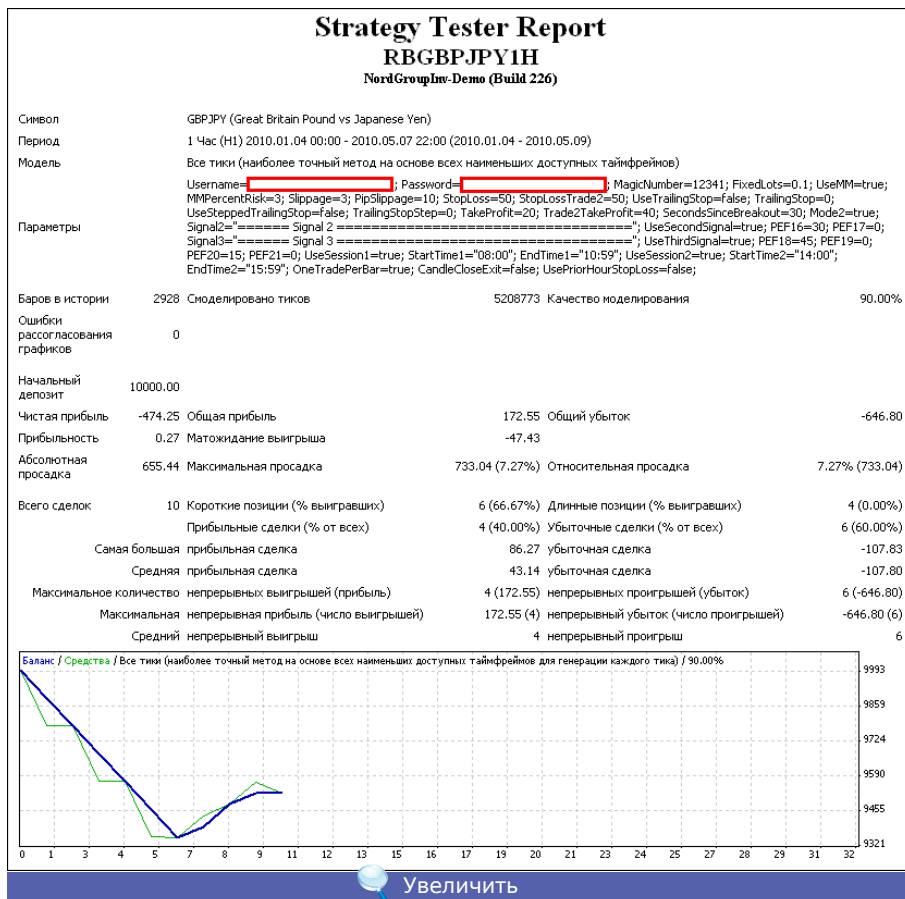 Strategy Tester Report
RBGBPJPY1H
NordGroupInv-Demo (Build 226)
Символ GBPJPY (Great Britain Pound vs Japanese Yen)
Период 1 Час (H1) 2010.01.04 00:00 - 2010.05.07 22:00 (2010.01.04 - 2010.05.09)
Модель Все тики (наиболее точный метод на основе всех наименьших доступных таймфреймов)
Параметры
Username= ; Password= ; MagicNumber=12341; FixedLots=0.1; UseMM=true;
MMPercentRisk=3; Slippage=3; PipSlippage=10; StopLoss=50; StopLossTrade2=50; UseTrailingStop=false; TrailingStop=0;
UseSteppedTrailingStop=false; TrailingStopStep=0; TakeProfit=20; Trade2TakeProfit=40; SecondsSinceBreakout=30; Mode2=true;
Signal2="====== Signal 2 =================================="; UseSecondSignal=true; PEF16=30; PEF17=0;
Signal3="====== Signal 3 =================================="; UseThirdSignal=true; PEF18=45; PEF19=0;
PEF20=15; PEF21=0; UseSession1=true; StartTime1="08:00"; EndTime1="10:59"; UseSession2=true; StartTime2="14:00";
EndTime2="15:59"; OneTradePerBar=true; CandleCloseExit=false; UsePriorHourStopLoss=false;
Баров в истории 2928 Смоделировано тиков 5208773 Качество моделирования 90.00%
Ошибки
рассогласования 0
графиков
Начальный
депозит 10000.00
Чистая прибыль -474.25 Общая прибыль 172.55 Общий убыток -646.80
Прибыльность 0.27 Матожидание выигрыша -47.43
Абсолютная
просадка 655.44 Максимальная просадка 733.04 (7.27%) Относительная просадка 7.27% (733.04)
Всего сделок 10 Короткие позиции (% выигравших) 6 (66.67%) Длинные позиции (% выигравших) 4 (0.00%)
Прибыльные сделки (% от всех) 4 (40.00%) Убыточные сделки (% от всех) 6 (60.00%)
Самая большая прибыльная сделка 86.27 убыточная сделка -107.83
Средняя прибыльная сделка 43.14 убыточная сделка -107.80
Максимальное количество непрерывных выигрышей (прибыль) 4 (172.55) непрерывных проигрышей (убыток) 6 (-646.80)
Максимальная непрерывная прибыль (число выигрышей) 172.55 (4) непрерывный убыток (число проигрышей) -646.80 (6)
Средний непрерывный выигрыш 4 непрерывный проигрыш 6
Баланс / Средства / Все тики (наиболее точный метод на основе всех наименьших доступных таймфреймов для генерации каждого тика) / 90.00%
9993
9859
9724
9590
9455
9321
0 1 3 4 5 7 8 9 11 12 13 15 16 17 19 20 21 23 24 25 27 28 29 31 32
Увеличить